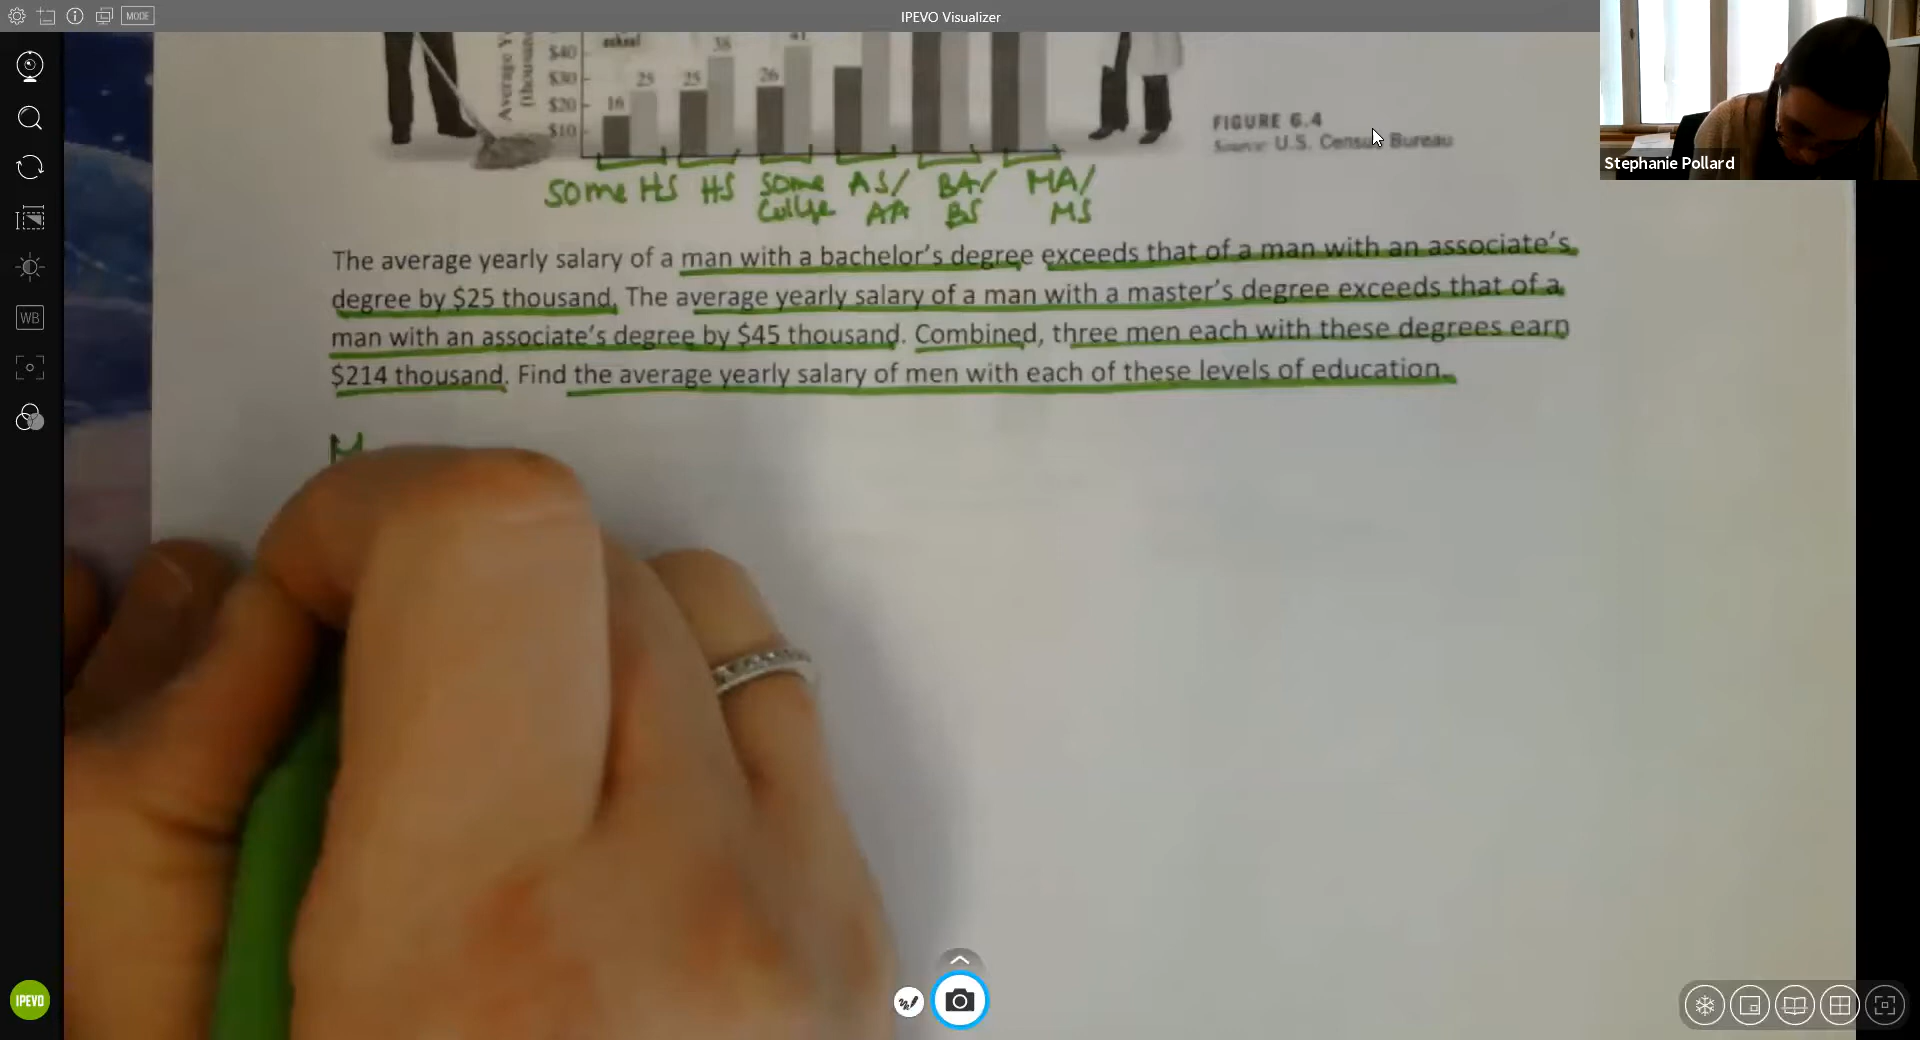 MODE
IPEVO Visualizer
Stephanie Pollard
WB
IPEVO
Average
school
$40
$30
$20
$10
16
25
25
38
26
41
FIGURE 6.4
Source: U.S. Census Bureau
Some HS
HS
Some
College
AS/
AA
BA/
BS
MA/
MS
The average yearly salary of a man with a bachelor's degree exceeds that of a man with an associate's
degree by $25 thousand. The average yearly salary of a man with a master's degree exceeds that of a
man with an associate's degree by $45 thousand. Combined, three men each with these degrees earn
$214 thousand. Find the average yearly salary of men with each of these levels of education.
M